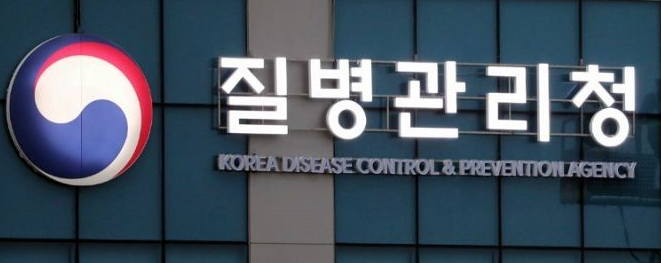 질병관리청
KOREA DISEASE CONTROL & PREVENTION AGENCY